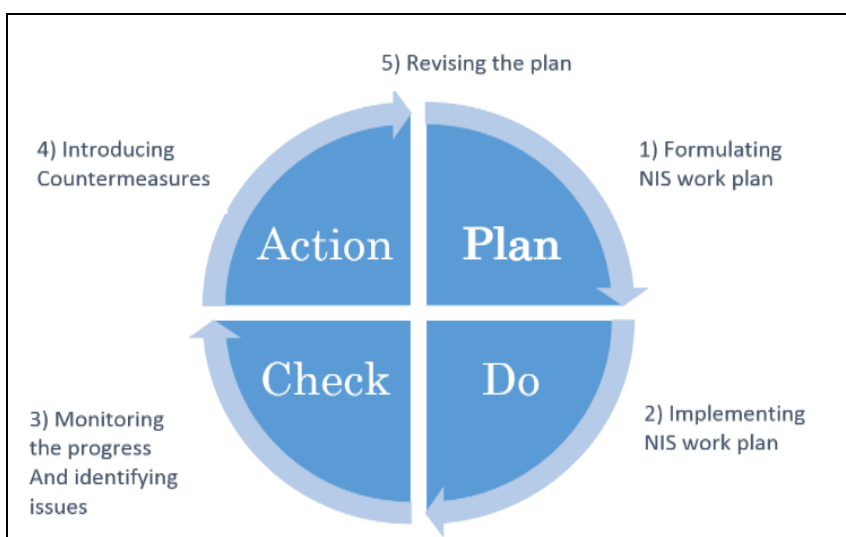 5) Revising the plan
4) Introducing
Countermeasures
1) Formulating
NIS work plan
Action
Plan
Check
Do
3) Monitoring
the progress
And identifying
issues
2) Implementing
NIS work plan